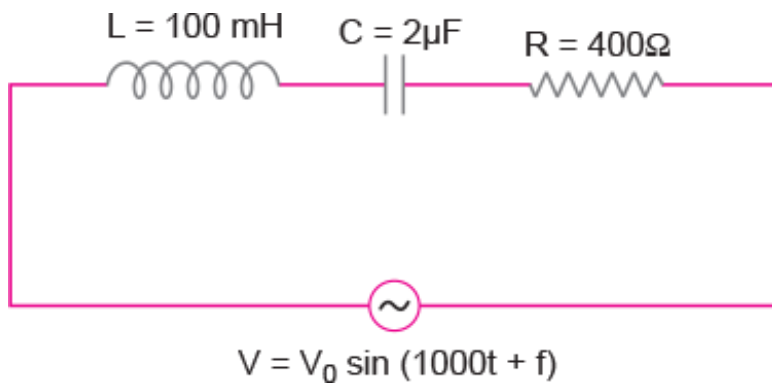 L = 100 mH
C = 2μF
R = 400Ω
V = V₀ sin (1000t + f)